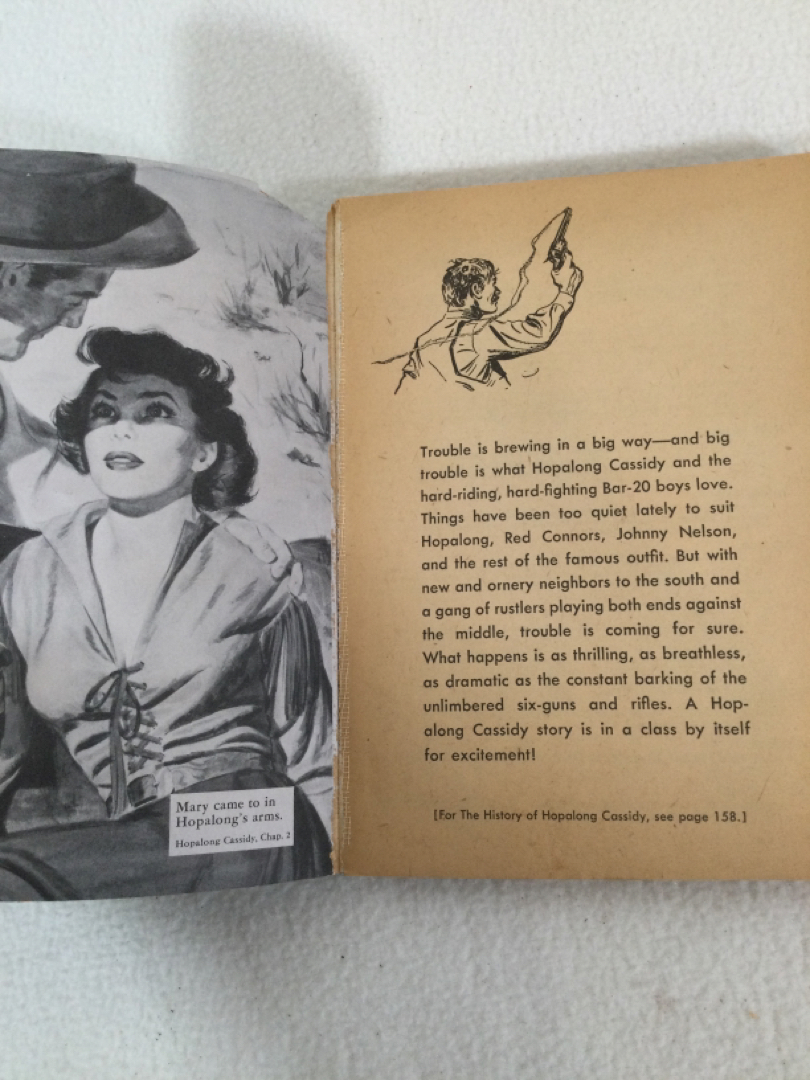 Mary came to in
Hopalong's arms.
Hopalong Cassidy, Chap. 2
Trouble is brewing in a big way—and big
trouble is what Hopalong Cassidy and the
hard-riding, hard-fighting Bar-20 boys love.
Things have been too quiet lately to suit
Hopalong, Red Connors, Johnny Nelson,
and the rest of the famous outfit. But with
new and ornery neighbors to the south and
a gang of rustlers playing both ends against
the middle, trouble is coming for sure.
What happens is as thrilling, as breathless,
as dramatic as the constant barking of the
unlimbered six-guns and rifles. A Hop-
along Cassidy story is in a class by itself
for excitement!
[For The History of Hopalong Cassidy, see page 158.]